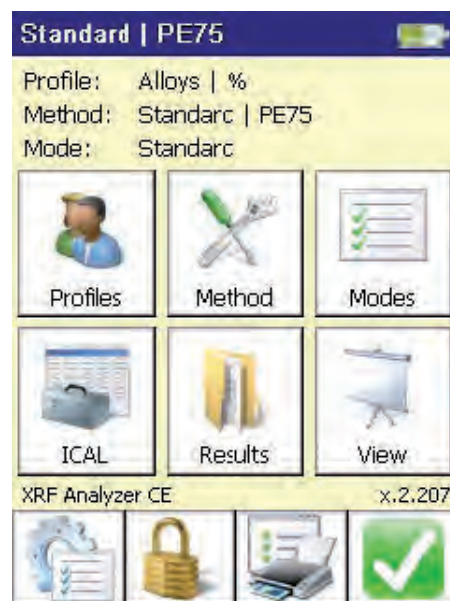 Standard | PE75
Profile: Alloys | %
Method: Standarc | PE75
Mode: Standarc
Profiles Method Modes
ICAL Results View
XRF Analyzer CE x.2.207